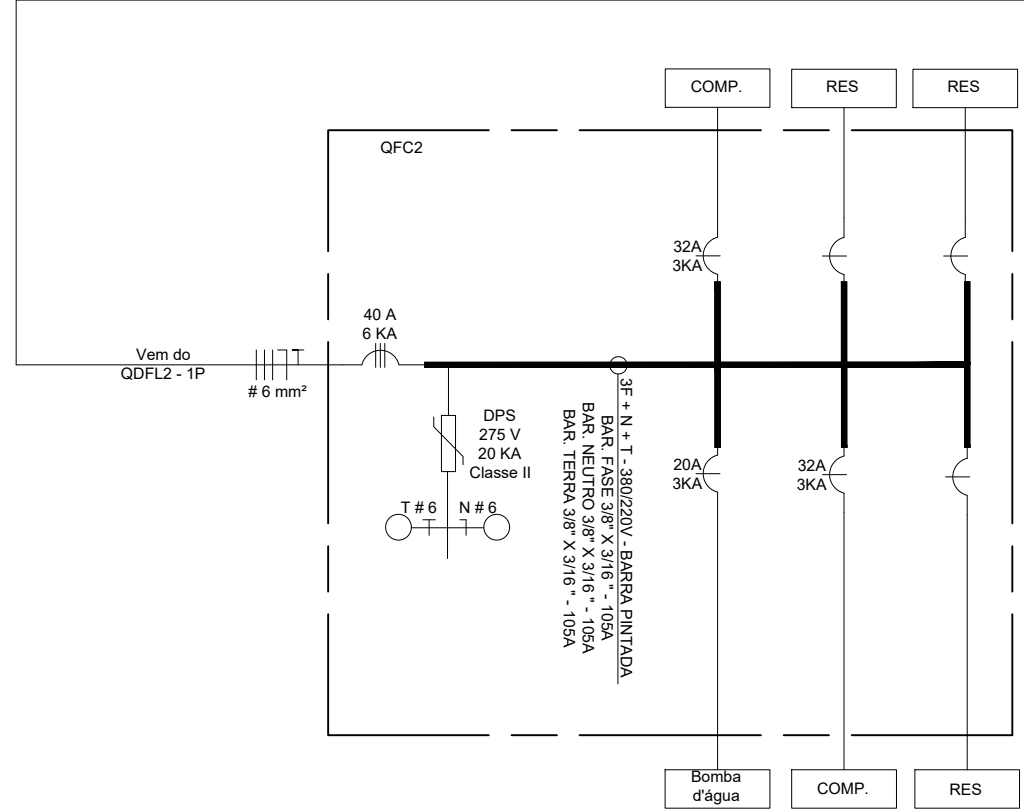 COMP.
RES
RES
QFC2
32A
3KA
40 A
6 KA
Vem do
QDFL2 - 1P
# 6 mm²
DPS
275 V
20 KA
Classe II
T # 6
N # 6
3F + N + T - 380/220V - BARRA PINTADA
BAR. FASE 3/8" X 3/16 " - 105A
BAR. NEUTRO 3/8" X 3/16 " - 105A
BAR. TERRA 3/8" X 3/16 " - 105A
20A
3KA
32A
3KA
Bomba
d'água
COMP.
RES